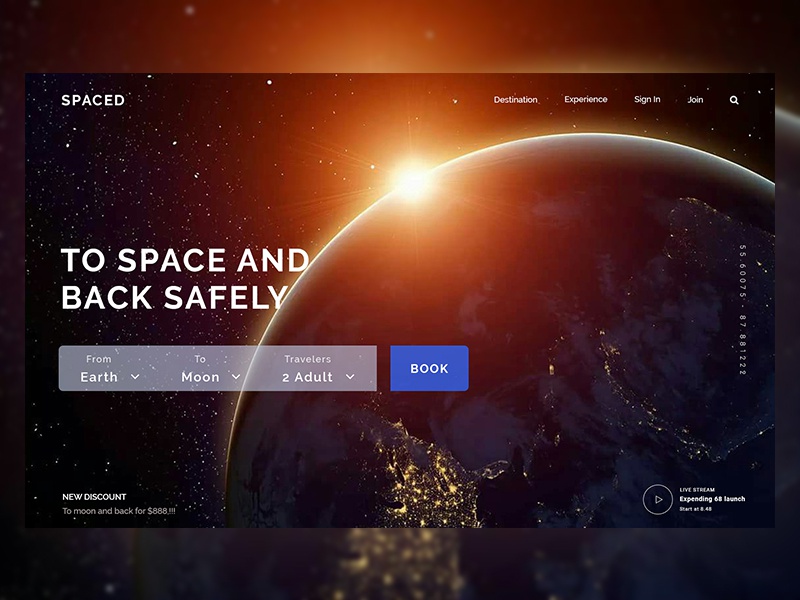 SPACED
Destination
Experience
Sign In
Join
TO SPACE AND
BACK SAFELY
From
Earth
To
Moon
Travelers
2 Adult
BOOK
55.60075, -87.881222
NEW DISCOUNT
To moon and back for $888,!!!
LIVE STREAM
Expending 68 launch
Start at 8.48